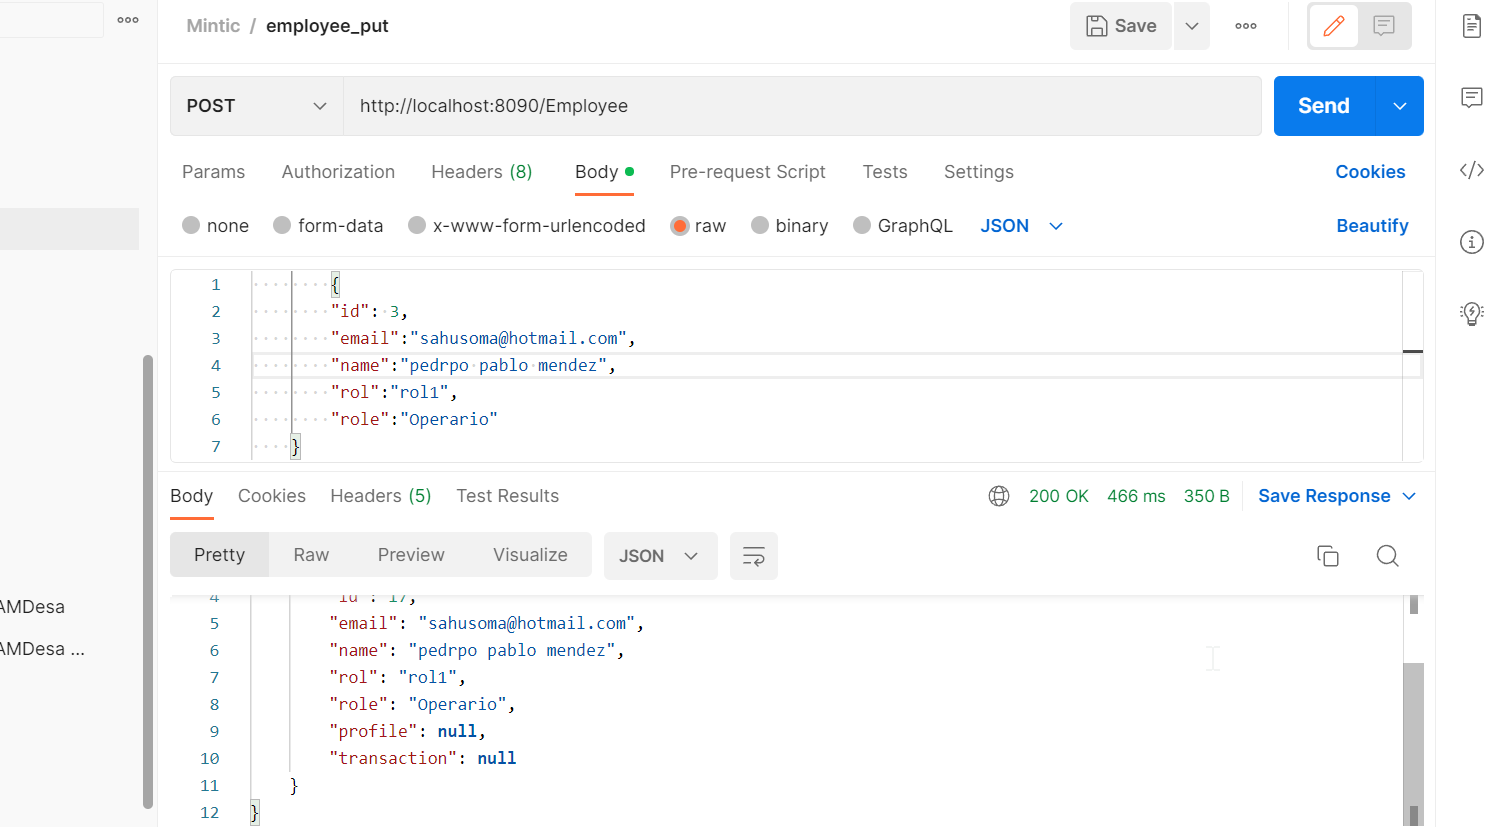 Mintic / employee_put
Save
POST
http://localhost:8090/Employee
Send
Params Authorization Headers (8) Body Pre-request Script Tests Settings Cookies
none form-data x-www-form-urlencoded raw binary GraphQL JSON Beautify
1 {
2 "id": 3,
3 "email":"sahusoma@hotmail.com",
4 "name":"pedrpo pablo mendez",
5 "rol":"rol1",
6 "role":"Operario"
7 }
Body Cookies Headers (5) Test Results 200 OK 466 ms 350 B Save Response
Pretty Raw Preview Visualize JSON
4 "id": 17,
5 "email": "sahusoma@hotmail.com",
AMDesa
6 "name": "pedrpo pablo mendez",
AMDesa ...
7 "rol": "rol1",
8 "role": "Operario",
9 "profile": null,
10 "transaction": null
11 }
12 }